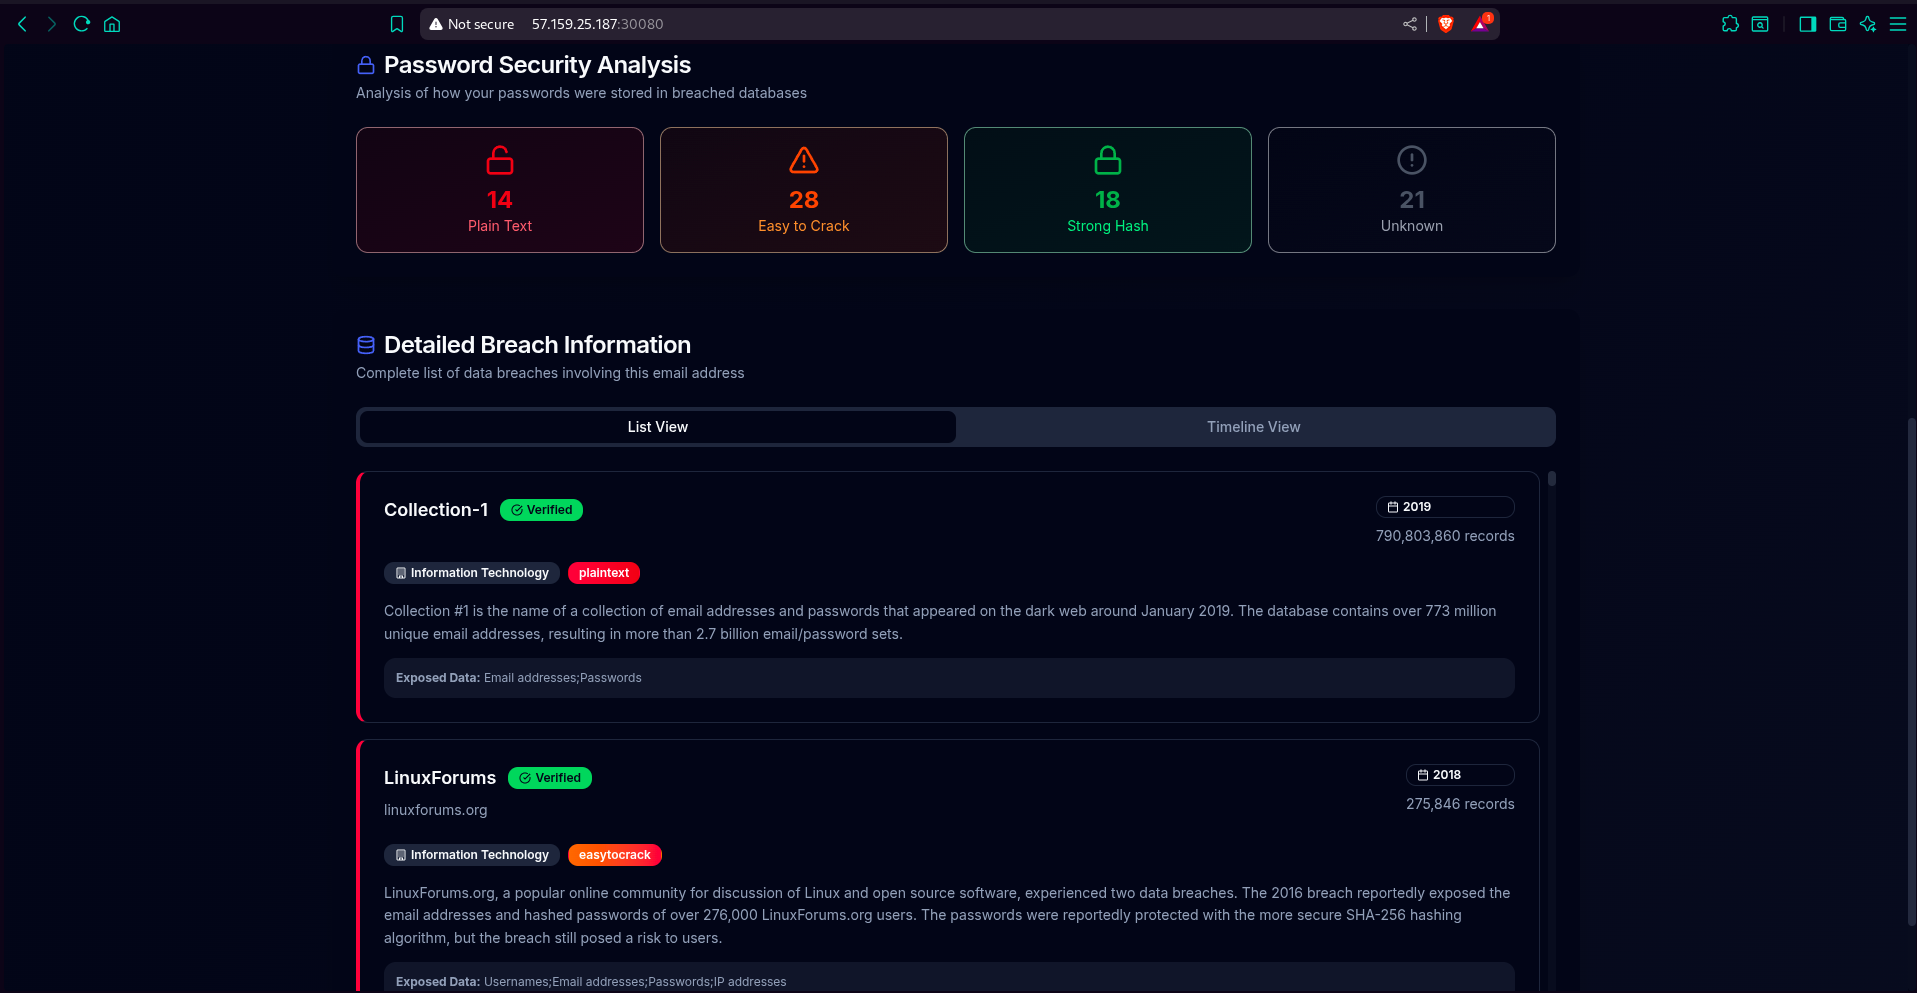 Not secure 57.159.25.187:30080
1
Password Security Analysis
Analysis of how your passwords were stored in breached databases
14
Plain Text
28
Easy to Crack
18
Strong Hash
21
Unknown
Detailed Breach Information
Complete list of data breaches involving this email address
List View
Timeline View
Collection-1
Verified
2019
790,803,860 records
Information Technology
plaintext
Collection #1 is the name of a collection of email addresses and passwords that appeared on the dark web around January 2019. The database contains over 773 million
unique email addresses, resulting in more than 2.7 billion email/password sets.
Exposed Data: Email addresses;Passwords
LinuxForums
Verified
2018
linuxforums.org
275,846 records
Information Technology
easytocrack
LinuxForums.org, a popular online community for discussion of Linux and open source software, experienced two data breaches. The 2016 breach reportedly exposed the
email addresses and hashed passwords of over 276,000 LinuxForums.org users. The passwords were reportedly protected with the more secure SHA-256 hashing
algorithm, but the breach still posed a risk to users.
Exposed Data: Usernames;Email addresses;Passwords;IP addresses